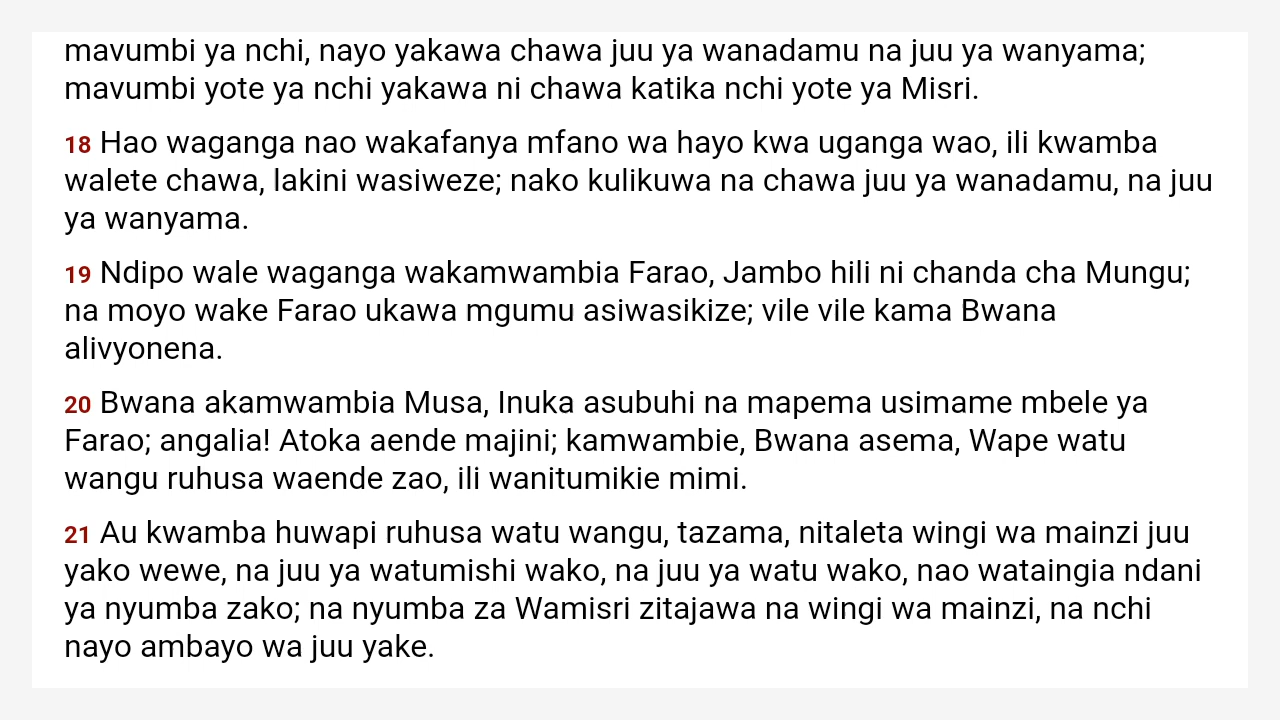 mavumbi ya nchi, nayo yakawa chawa juu ya wanadamu na juu ya wanyama;
mavumbi yote ya nchi yakawa ni chawa katika nchi yote ya Misri.
18 Hao waganga nao wakafanya mfano wa hayo kwa uganga wao, ili kwamba
walete chawa, lakini wasiweze; nako kulikuwa na chawa juu ya wanadamu, na juu
ya wanyama.
19 Ndipo wale waganga wakamwambia Farao, Jambo hili ni chanda cha Mungu;
na moyo wake Farao ukawa mgumu asiwasikize; vile vile kama Bwana
alivyonena.
20 Bwana akamwambia Musa, Inuka asubuhi na mapema usimame mbele ya
Farao; angalia! Atoka aende majini; kamwambie, Bwana asema, Wape watu
wangu ruhusa waende zao, ili wanitumikie mimi.
21 Au kwamba huwapi ruhusa watu wangu, tazama, nitaleta wingi wa mainzi juu
yako wewe, na juu ya watumishi wako, na juu ya watu wako, nao wataingia ndani
ya nyumba zako; na nyumba za Wamisri zitajawa na wingi wa mainzi, na nchi
nayo ambayo wa juu yake.